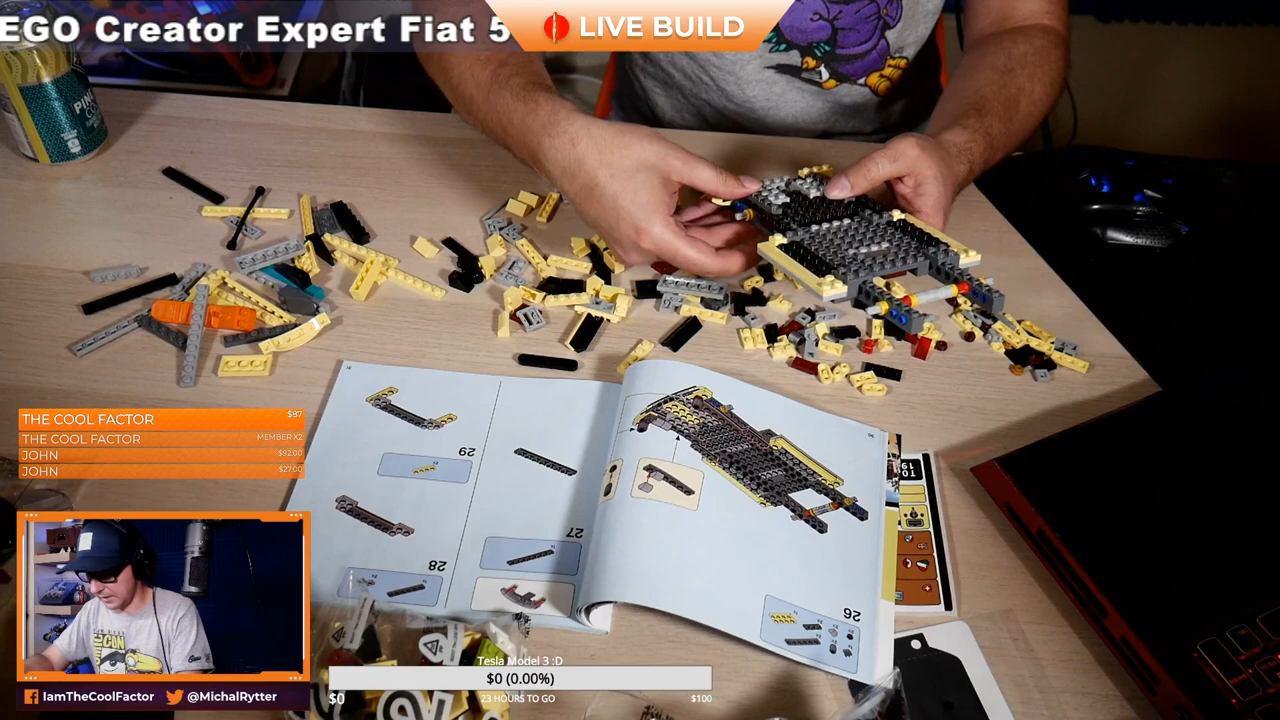 EGO Creator Expert Fiat 5
LIVE BUILD
THE COOL FACTOR $87
THE COOL FACTOR MEMBER X2
JOHN $92.00
JOHN $27.00
29
28
27
26
CON
Tesla Model 3 :D
$0 (0.00%)
$0 23 HOURS TO GO $100
IamTheCoolFactor @MichalRytter